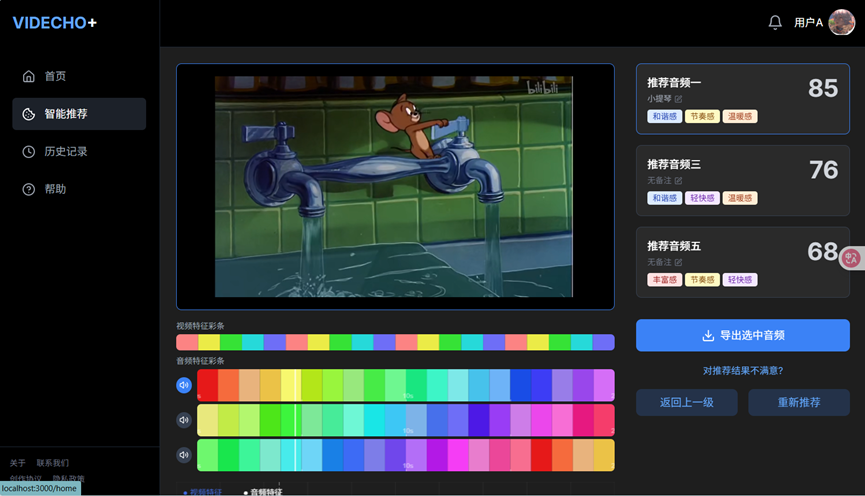 VIDECHO+
用户A
首页
智能推荐
历史记录
帮助
关于 联系我们
创作协议 隐私政策
localhost:3000/home
bilibili
视频特征彩条
音频特征彩条
10s
10s
10s
视频特征 音频特征
推荐音频一
85
小提琴
和谐感 节奏感 温暖感
推荐音频三
76
无备注
和谐感 轻快感 温暖感
推荐音频五
68
无备注
丰富感 节奏感 轻快感
导出选中音频
对推荐结果不满意?
返回上一级 重新推荐